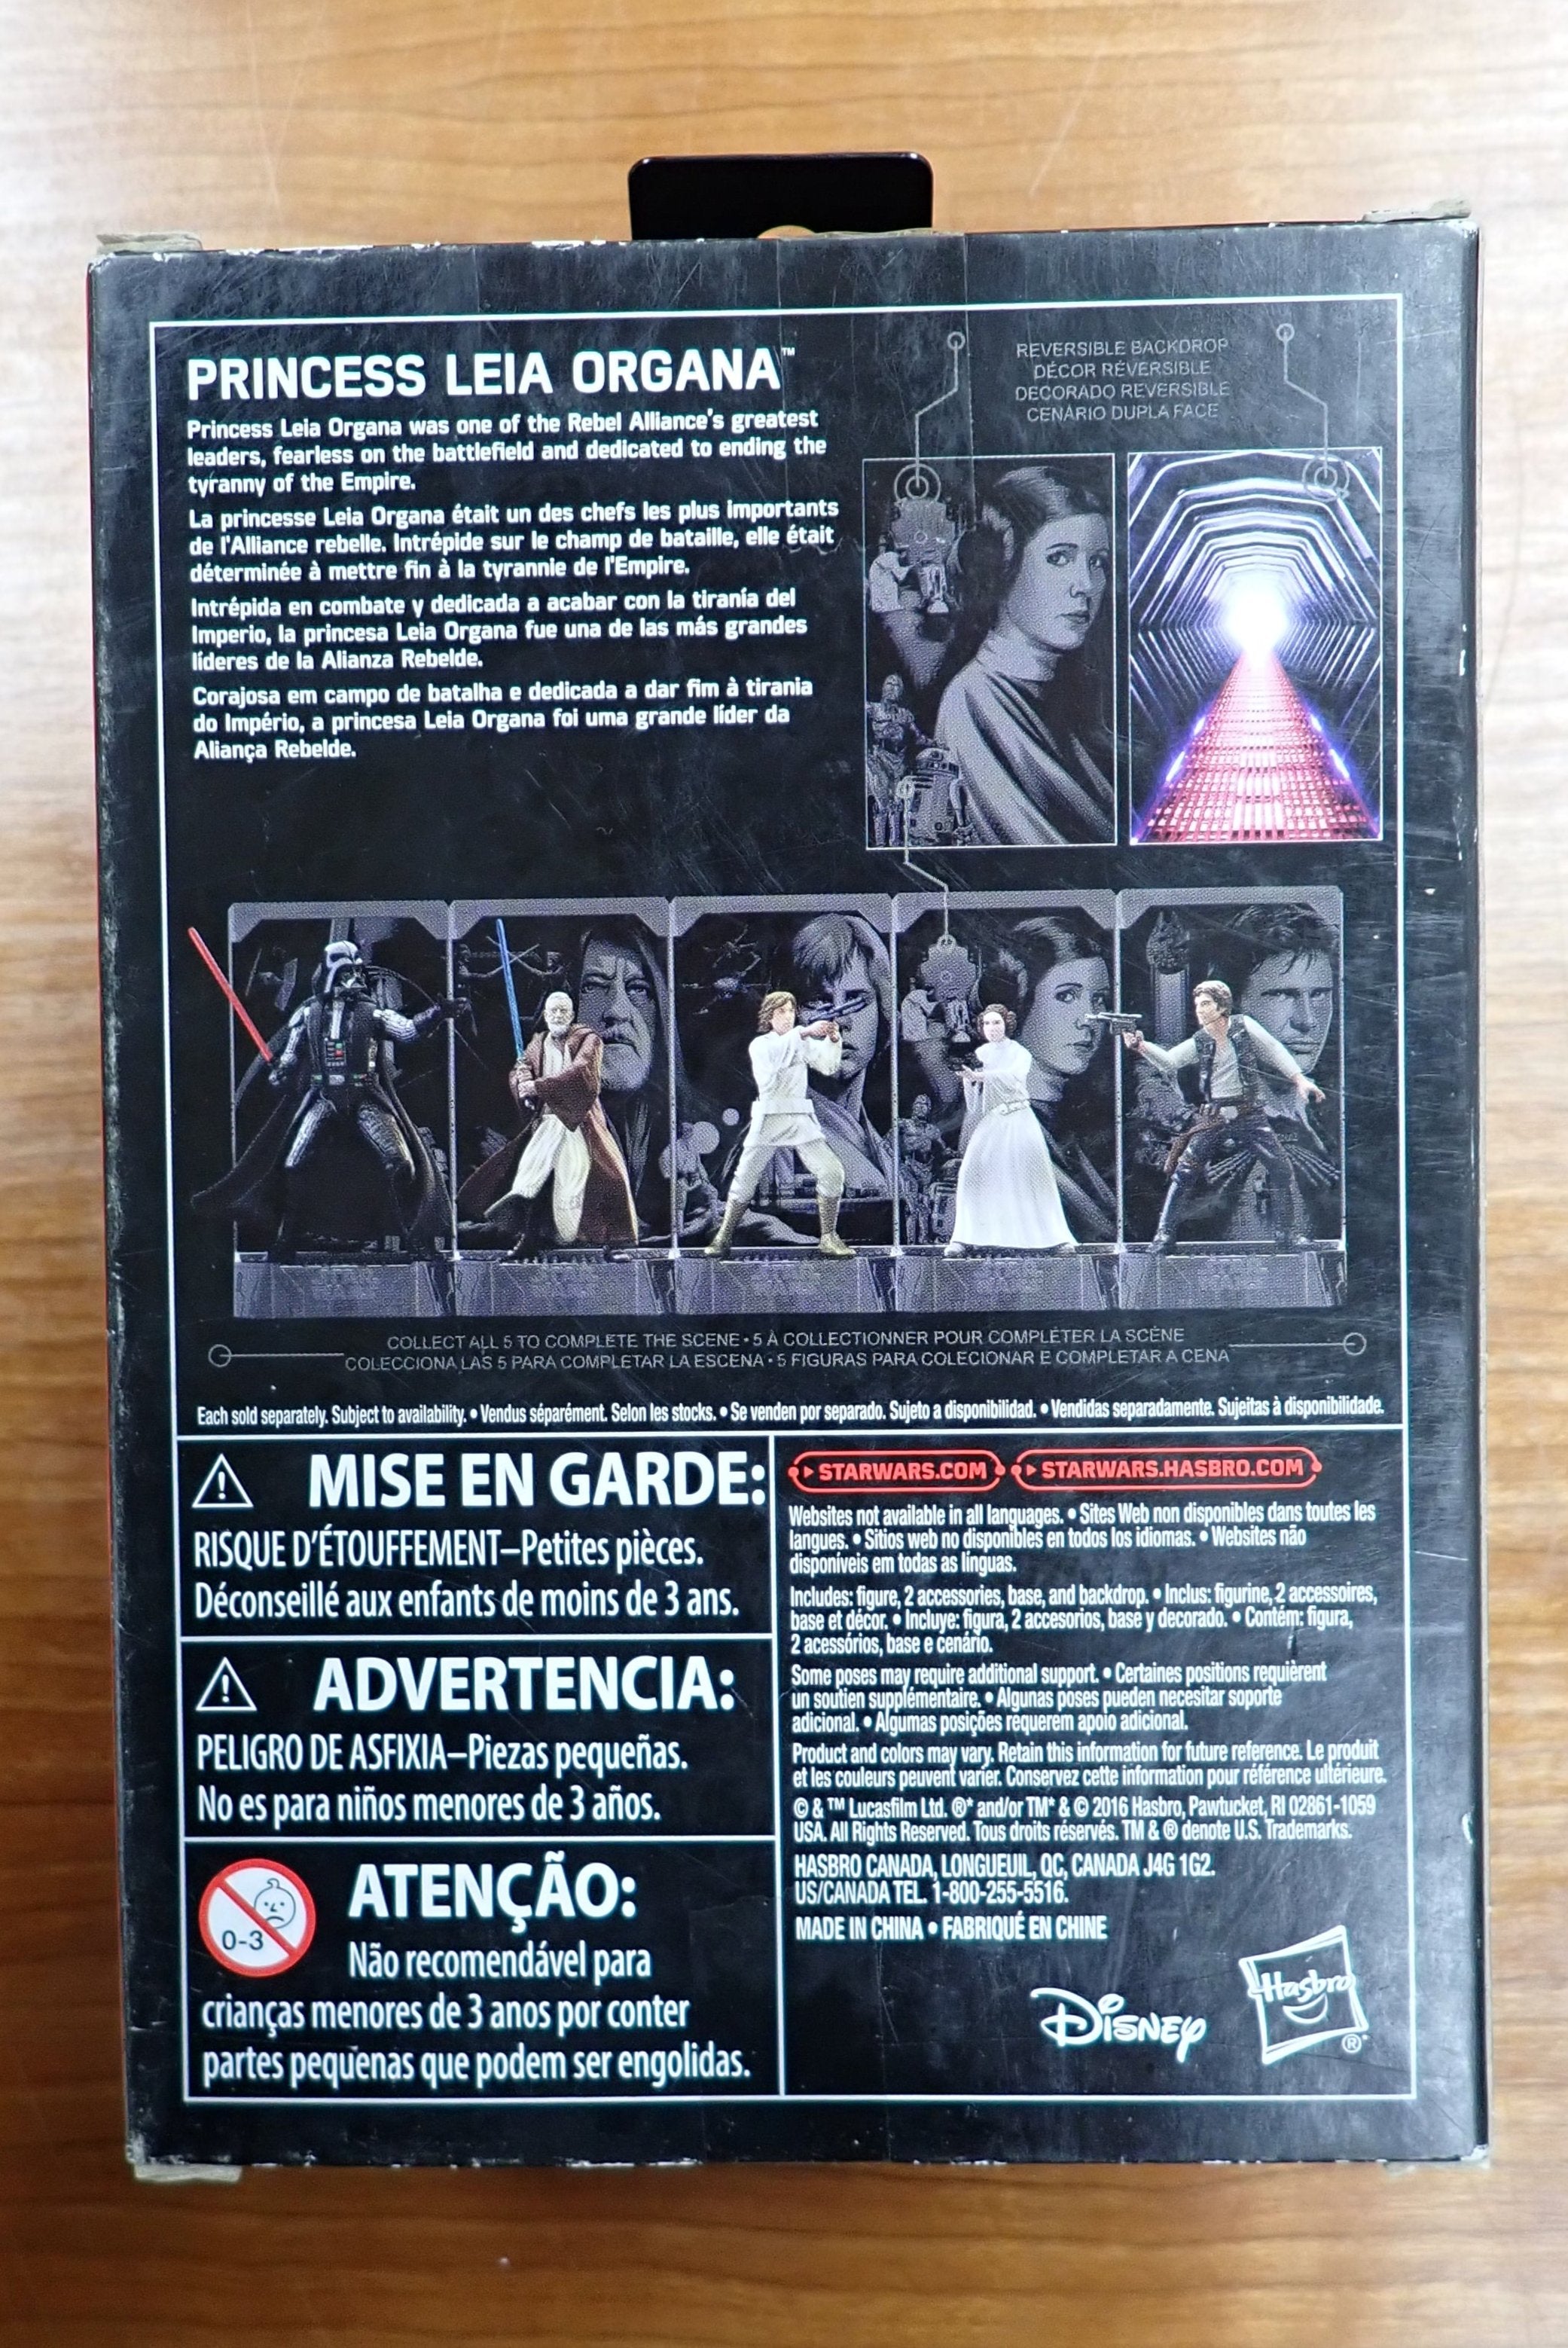 PRINCESS LEIA ORGANA™
Princess Leia Organa was one of the Rebel Alliance's greatest
leaders, fearless on the battlefield and dedicated to ending the
tyranny of the Empire.
La princesse Leia Organa était un des chefs les plus importants
de l'Alliance rebelle. Intrépide sur le champ de bataille, elle était
déterminée à mettre fin à la tyrannie de l'Empire.
Intrépida en combate y dedicada a acabar con la tiranía del
Imperio, la princesa Leia Organa fue una de las más grandes
líderes de la Alianza Rebelde.
Corajosa em campo de batalha e dedicada a dar fim à tirania
do Império, a princesa Leia Organa foi uma grande líder da
Aliança Rebelde.
REVERSIBLE BACKDROP
DÉCOR RÉVERSIBLE
DECORADO REVERSIBLE
CENÁRIO DUPLA FACE
COLLECT ALL 5 TO COMPLETE THE SCENE • 5 À COLLECTIONNER POUR COMPLÉTER LA SCÈNE
COLECCIONA LAS 5 PARA COMPLETAR LA ESCENA • 5 FIGURAS PARA COLECIONAR E COMPLETAR A CENA
Each sold separately. Subject to availability. • Vendus séparément. Selon les stocks. • Se venden por separado. Sujeto a disponibilidad. • Vendidas separadamente. Sujeitas à disponibilidade.
MISE EN GARDE:
RISQUE D'ÉTOUFFEMENT–Petites pièces.
Déconseillé aux enfants de moins de 3 ans.
ADVERTENCIA:
PELIGRO DE ASFIXIA–Piezas pequeñas.
No es para niños menores de 3 años.
0-3
ATENÇÃO:
Não recomendável para
crianças menores de 3 anos por conter
partes pequenas que podem ser engolidas.
STARWARS.COM STARWARS.HASBRO.COM
Websites not available in all languages. • Sites Web non disponibles dans toutes les
langues. • Sitios web no disponibles en todos los idiomas. • Websites não
disponíveis em todas as línguas.
Includes: figure, 2 accessories, base, and backdrop. • Inclus: figurine, 2 accessoires,
base et décor. • Incluye: figura, 2 accesorios, base y decorado. • Contém: figura,
2 acessórios, base e cenário.
Some poses may require additional support. • Certaines positions requièrent
un soutien supplémentaire. • Algunas poses pueden necesitar soporte
adicional. • Algumas posições requerem apoio adicional.
Product and colors may vary. Retain this information for future reference. Le produit
et les couleurs peuvent varier. Conservez cette information pour référence ultérieure.
© & ™ Lucasfilm Ltd. ®* and/or TM* & © 2016 Hasbro, Pawtucket, RI 02861-1059
USA. All Rights Reserved. Tous droits réservés. TM & ® denote U.S. Trademarks.
HASBRO CANADA, LONGUEUIL, QC, CANADA J4G 1G2.
US/CANADA TEL. 1-800-255-5516.
MADE IN CHINA • FABRIQUÉ EN CHINE
Disney
Hasbro
®*